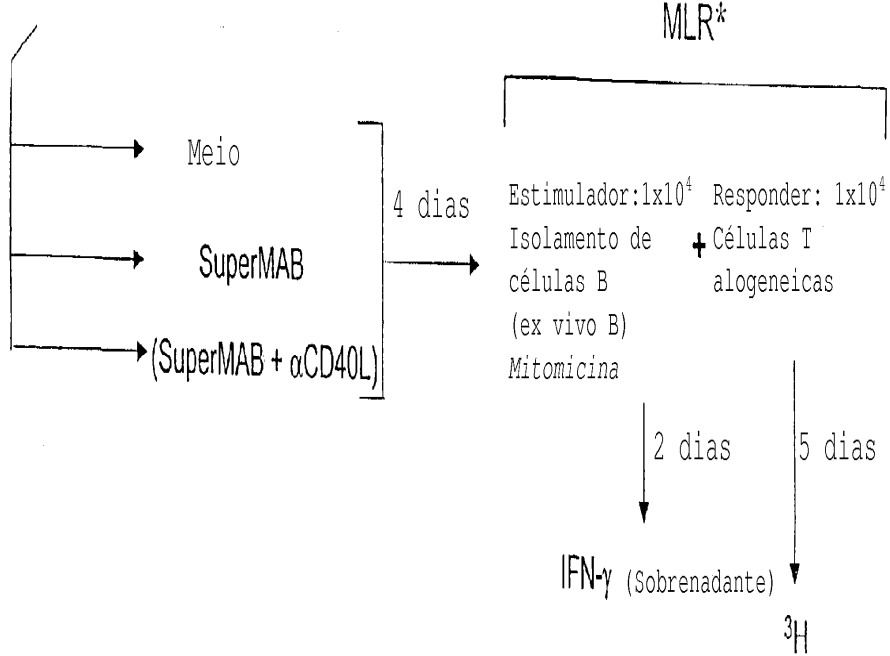 MLR*
Meio
SuperMAB
(SuperMAB + αCD40L)
4 dias
Estimulador:1x10⁴
Isolamento de
células B
(ex vivo B)
Mitomicina
+
Responder: 1x10⁴
Células T
alogeneicas
2 dias
5 dias
IFN-γ (Sobrenadante)
³H